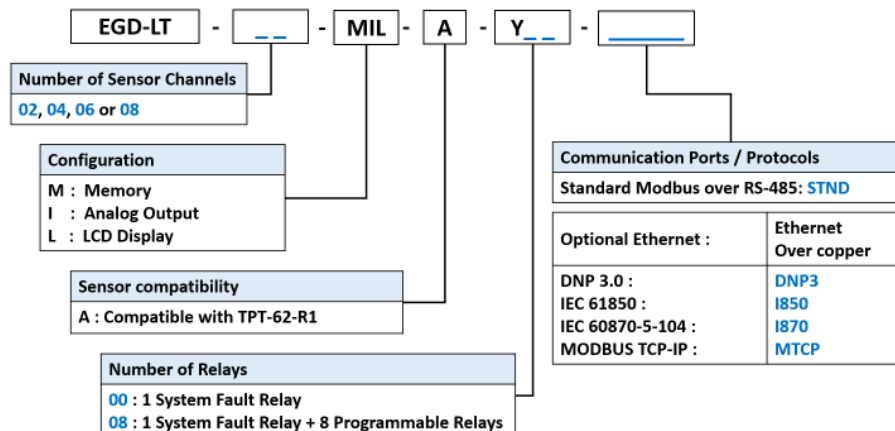 EGD-LT - _ _ - MIL - A - Y_ _ - _____
Number of Sensor Channels
02, 04, 06 or 08
Configuration
M : Memory
I : Analog Output
L : LCD Display
Sensor compatibility
A : Compatible with TPT-62-R1
Number of Relays
00 : 1 System Fault Relay
08 : 1 System Fault Relay + 8 Programmable Relays
Communication Ports / Protocols
Standard Modbus over RS-485: STND
Optional Ethernet : Ethernet
Over copper
DNP 3.0 : DNP3
IEC 61850 : I850
IEC 60870-5-104 : I870
MODBUS TCP-IP : MTCP